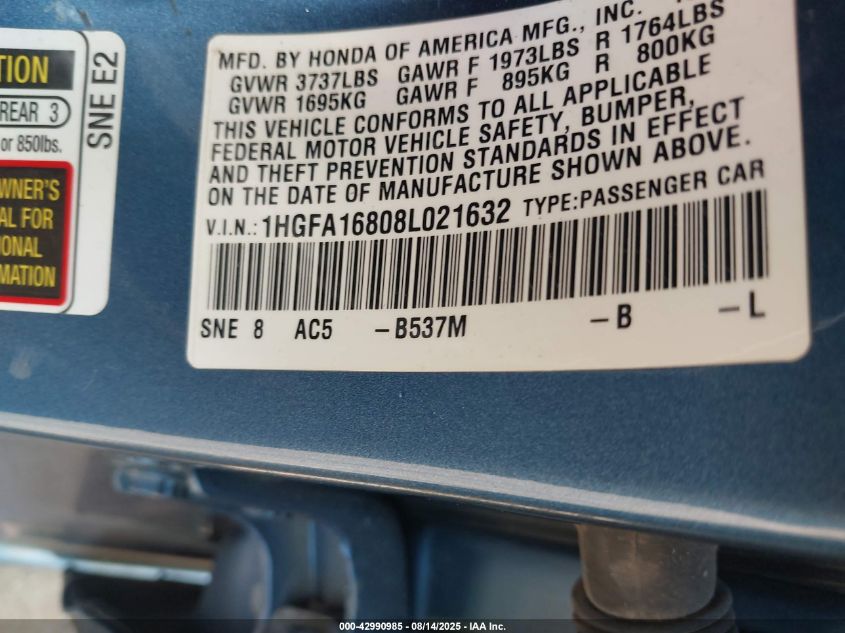 TION
REAR 3
or 850lbs.
WNER'S
AL FOR
IONAL
MATION
SNE E2
MFD. BY HONDA OF AMERICA MFG., INC.
GVWR 3737LBS GAWR F 1973LBS R 1764LBS
GVWR 1695KG GAWR F 895KG R 800KG
THIS VEHICLE CONFORMS TO ALL APPLICABLE
FEDERAL MOTOR VEHICLE SAFETY, BUMPER,
AND THEFT PREVENTION STANDARDS IN EFFECT
ON THE DATE OF MANUFACTURE SHOWN ABOVE.
V.I.N.: 1HGFA16808L021632 TYPE:PASSENGER CAR
SNE 8 AC5 -B537M -B -L
000-42990985 - 08/14/2025 - IAA Inc.